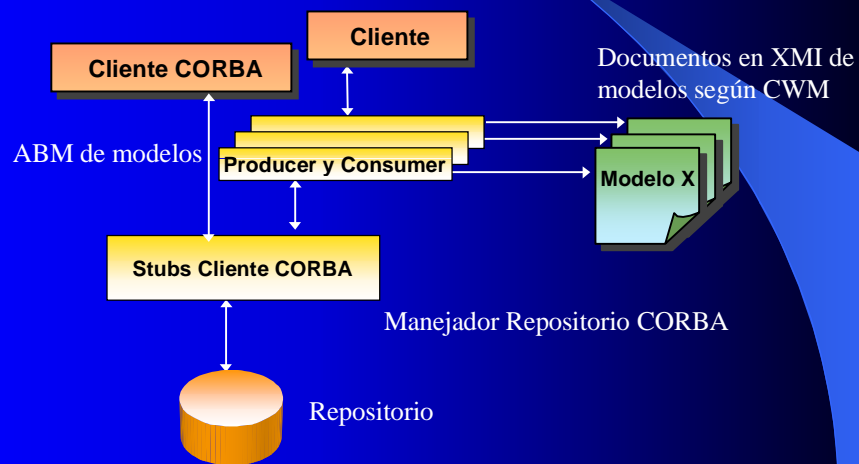 Cliente
Cliente CORBA
Documentos en XMI de
modelos según CWM
ABM de modelos
Producer y Consumer
Modelo X
Stubs Cliente CORBA
Manejador Repositorio CORBA
Repositorio